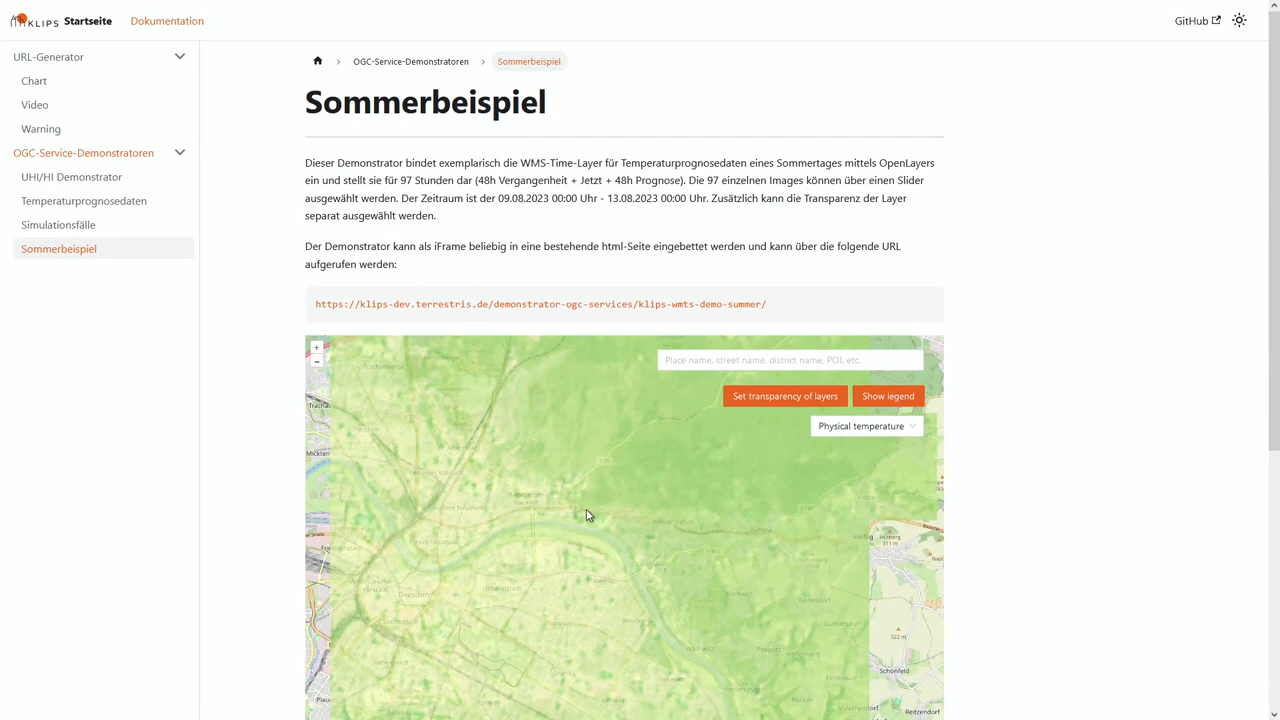 KLIPS Startseite Dokumentation GitHub
URL-Generator
Chart
Video
Warning
OGC-Service-Demonstratoren
UHI/HI Demonstrator
Temperaturprognosedaten
Simulationsfälle
Sommerbeispiel
OGC-Service-Demonstratoren Sommerbeispiel
Sommerbeispiel
Dieser Demonstrator bindet exemplarisch die WMS-Time-Layer für Temperaturprognosedaten eines Sommertages mittels OpenLayers
ein und stellt sie für 97 Stunden dar (48h Vergangenheit + Jetzt + 48h Prognose). Die 97 einzelnen Images können über einen Slider
ausgewählt werden. Der Zeitraum ist der 09.08.2023 00:00 Uhr - 13.08.2023 00:00 Uhr. Zusätzlich kann die Transparenz der Layer
separat ausgewählt werden.
Der Demonstrator kann als iFrame beliebig in eine bestehende html-Seite eingebettet werden und kann über die folgende URL
aufgerufen werden:
https://klips-dev.terrestris.de/demonstrator-ogc-services/klips-wmts-demo-summer/
+
−
Place name, street name, district name, POI, etc.
Set transparency of layers Show legend
Physical temperature
Trachau
Mickten
Dresden
322 m
Schönfeld
Plaue
Reitzendorf